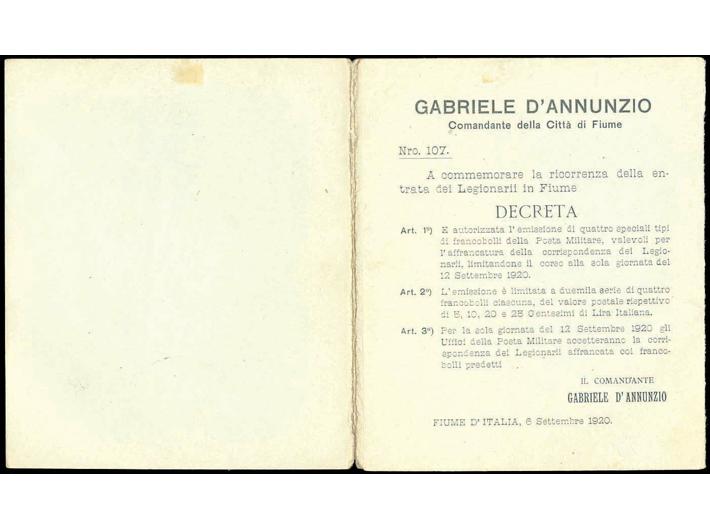 GABRIELE D'ANNUNZIO
Comandante della Città di Fiume
Nro. 107.
A commemorare la ricorrenza della en-
trata dei Legionarii in Fiume
DECRETA
Art. 1º) E autorizzata l'emissione di quattro speciali tipi
di francobolli della Posta Militare, valevoli per
l'affrancatura della corrispondenza dei Legio-
narii, limitandone il corso alla sola giornata del
12 Settembre 1920.
Art. 2º) L'emissione è limitata a duemila serie di quattro
francobolli ciascuna, del valore postale rispettivo
di 5, 10, 20 e 25 Centesimi di Lira Italiana.
Art. 3º) Per la sola giornata del 12 Settembre 1920 gli
Uffici della Posta Militare accetteranno la corri-
spondenza dei Legionarii affrancata coi franco-
bolli predetti
IL COMANDANTE
GABRIELE D'ANNUNZIO
FIUME D'ITALIA, 6 Settembre 1920.